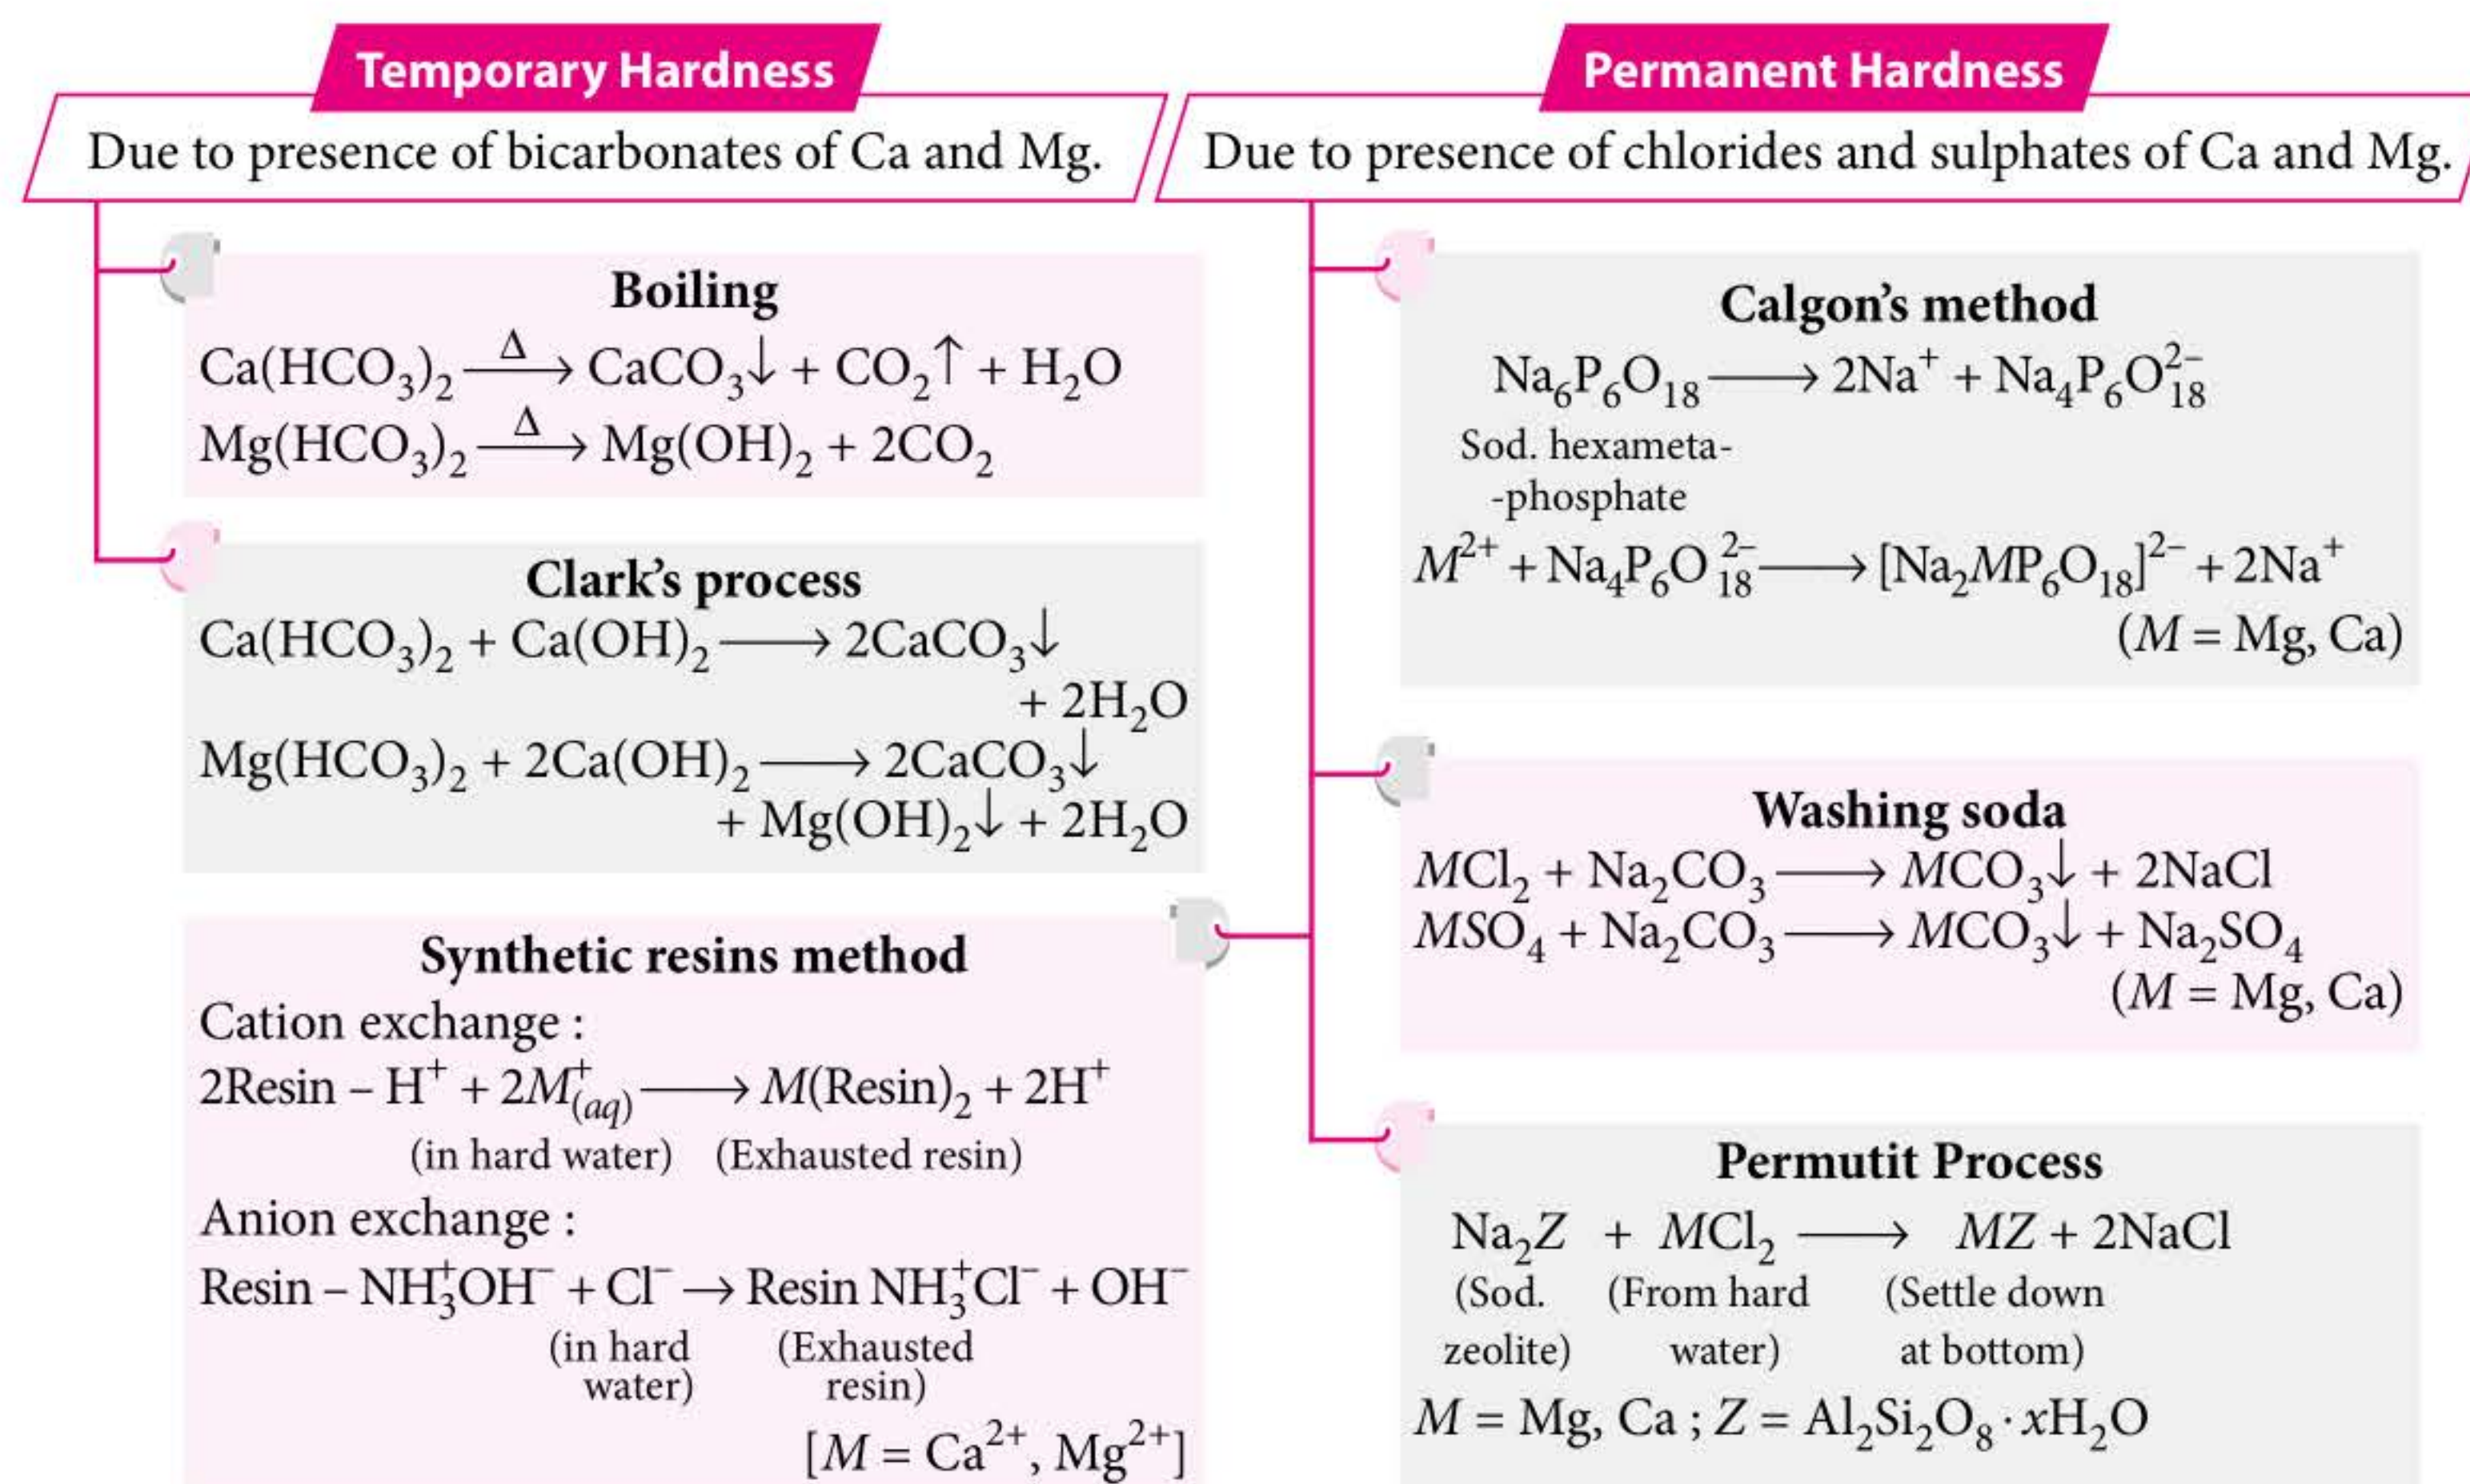 Temporary Hardness
Due to presence of bicarbonates of Ca and Mg.
Boiling
Ca(HCO₃)₂ —Δ→ CaCO₃↓ + CO₂↑ + H₂O
Mg(HCO₃)₂ —Δ→ Mg(OH)₂ + 2CO₂
Clark’s process
Ca(HCO₃)₂ + Ca(OH)₂ ⟶ 2CaCO₃↓
+ 2H₂O
Mg(HCO₃)₂ + 2Ca(OH)₂ ⟶ 2CaCO₃↓
+ Mg(OH)₂↓ + 2H₂O
Synthetic resins method
Cation exchange :
2Resin – H⁺ + 2M⁺(aq) ⟶ M(Resin)₂ + 2H⁺
(in hard water) (Exhausted resin)
Anion exchange :
Resin – NH₃⁺OH⁻ + Cl⁻ → Resin NH₃⁺Cl⁻ + OH⁻
(in hard (Exhausted
water) resin)
[M = Ca²⁺, Mg²⁺]
Permanent Hardness
Due to presence of chlorides and sulphates of Ca and Mg.
Calgon’s method
Na₆P₆O₁₈ ⟶ 2Na⁺ + Na₄P₆O₁₈²⁻
Sod. hexameta-
-phosphate
M²⁺ + Na₄P₆O₁₈²⁻ ⟶ [Na₂MP₆O₁₈]²⁻ + 2Na⁺
(M = Mg, Ca)
Washing soda
MCl₂ + Na₂CO₃ ⟶ MCO₃↓ + 2NaCl
MSO₄ + Na₂CO₃ ⟶ MCO₃↓ + Na₂SO₄
(M = Mg, Ca)
Permutit Process
Na₂Z + MCl₂ ⟶ MZ + 2NaCl
(Sod. (From hard (Settle down
zeolite) water) at bottom)
M = Mg, Ca ; Z = Al₂Si₂O₈ · xH₂O